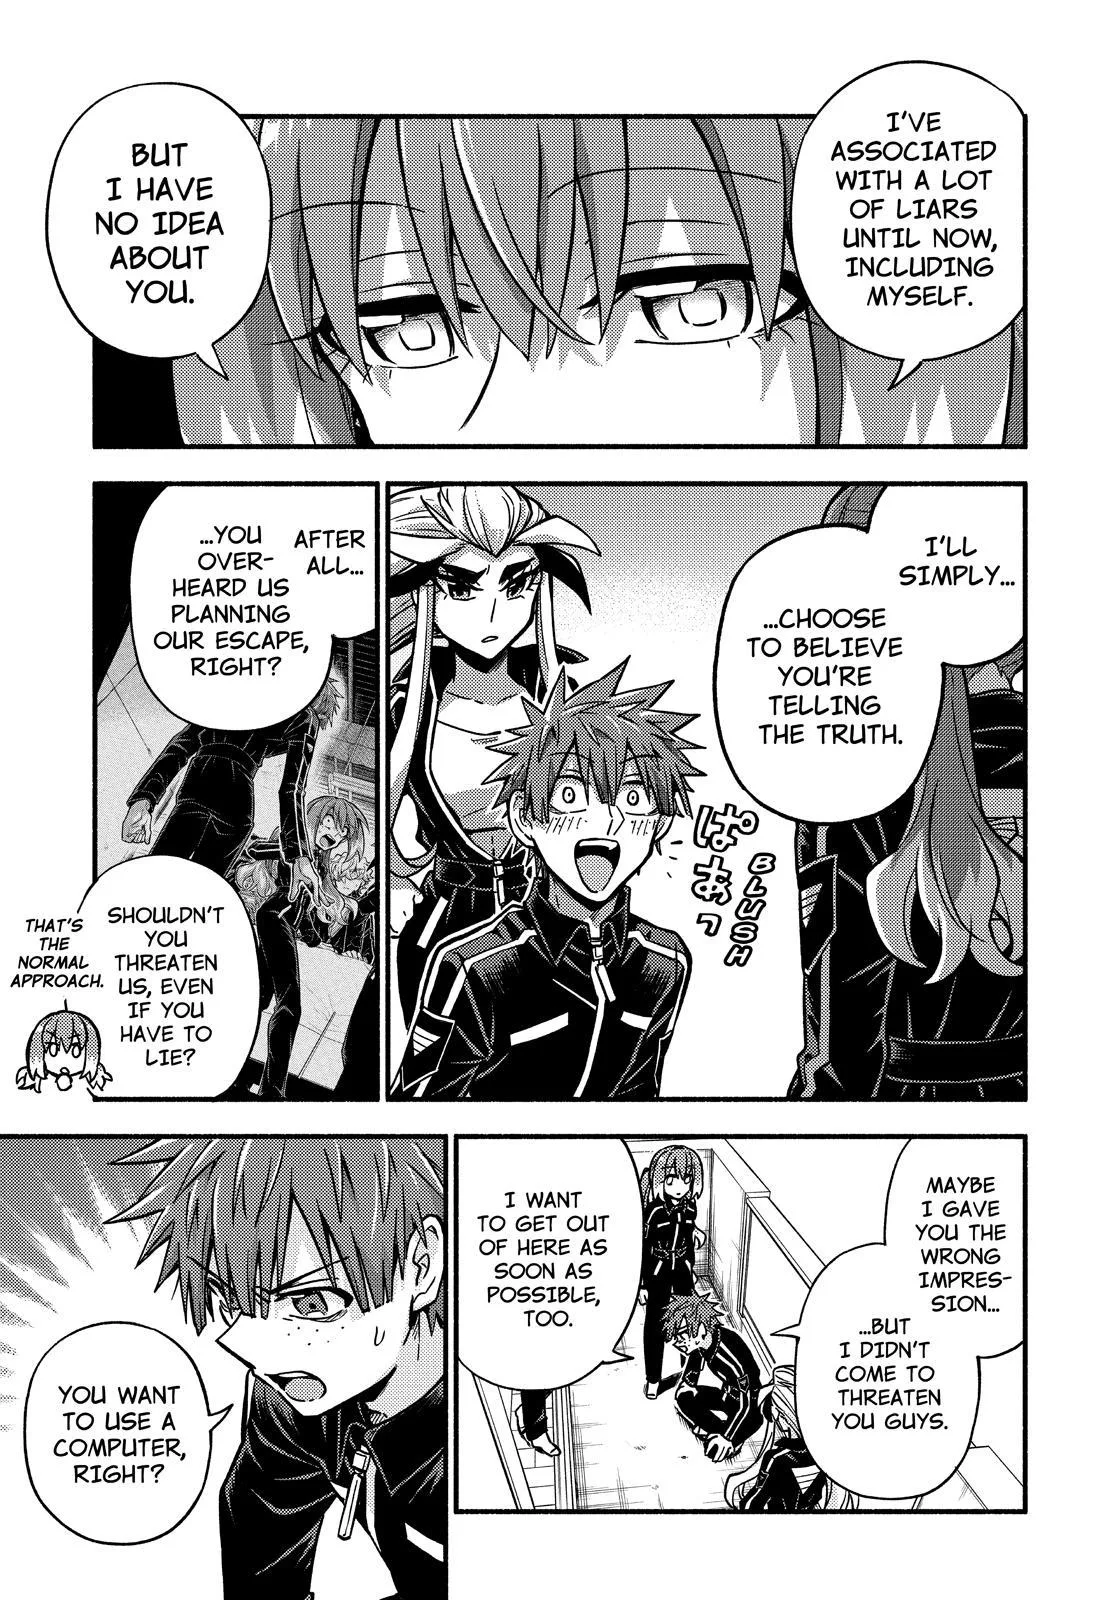 I'VE
ASSOCIATED
WITH A LOT
OF LIARS
UNTIL NOW,
INCLUDING
MYSELF.
BUT
I HAVE
NO IDEA
ABOUT
YOU.
I'LL
SIMPLY...
...CHOOSE
TO BELIEVE
YOU'RE
TELLING
THE TRUTH.
ぱあっ
BLUSH
AFTER
ALL...
...YOU
OVER-
HEARD US
PLANNING
OUR ESCAPE,
RIGHT?
SHOULDN'T
YOU
THREATEN
US, EVEN
IF YOU
HAVE TO
LIE?
THAT'S
THE
NORMAL
APPROACH.
MAYBE
I GAVE
YOU THE
WRONG
IMPRES-
SION...
...BUT
I DIDN'T
COME TO
THREATEN
YOU GUYS.
I WANT
TO GET OUT
OF HERE AS
SOON AS
POSSIBLE,
TOO.
YOU WANT
TO USE A
COMPUTER,
RIGHT?